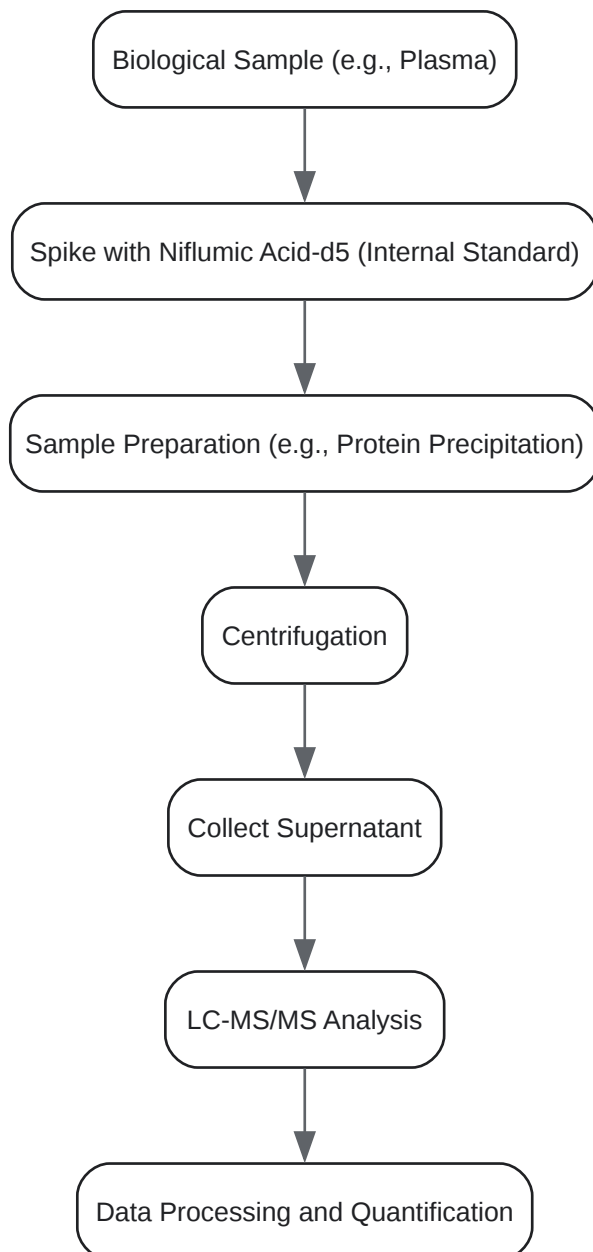 Biological Sample (e.g., Plasma)
Spike with Niflumic Acid-d5 (Internal Standard)
Sample Preparation (e.g., Protein Precipitation)
Centrifugation
Collect Supernatant
LC-MS/MS Analysis
Data Processing and Quantification